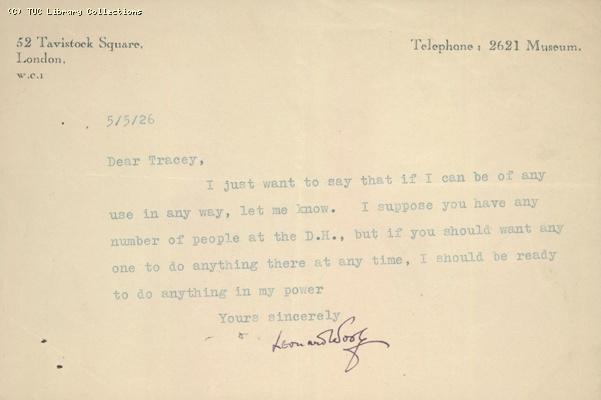 (C) TUC Library Collections
52 Tavistock Square,
London,
W.C.1
Telephone: 2621 Museum.
5/5/26
Dear Tracey,
I just want to say that if I can be of any
use in any way, let me know. I suppose you have any
number of people at the D.H., but if you should want any
one to do anything there at any time, I should be ready
to do anything in my power
Yours sincerely
Leonard Woolf